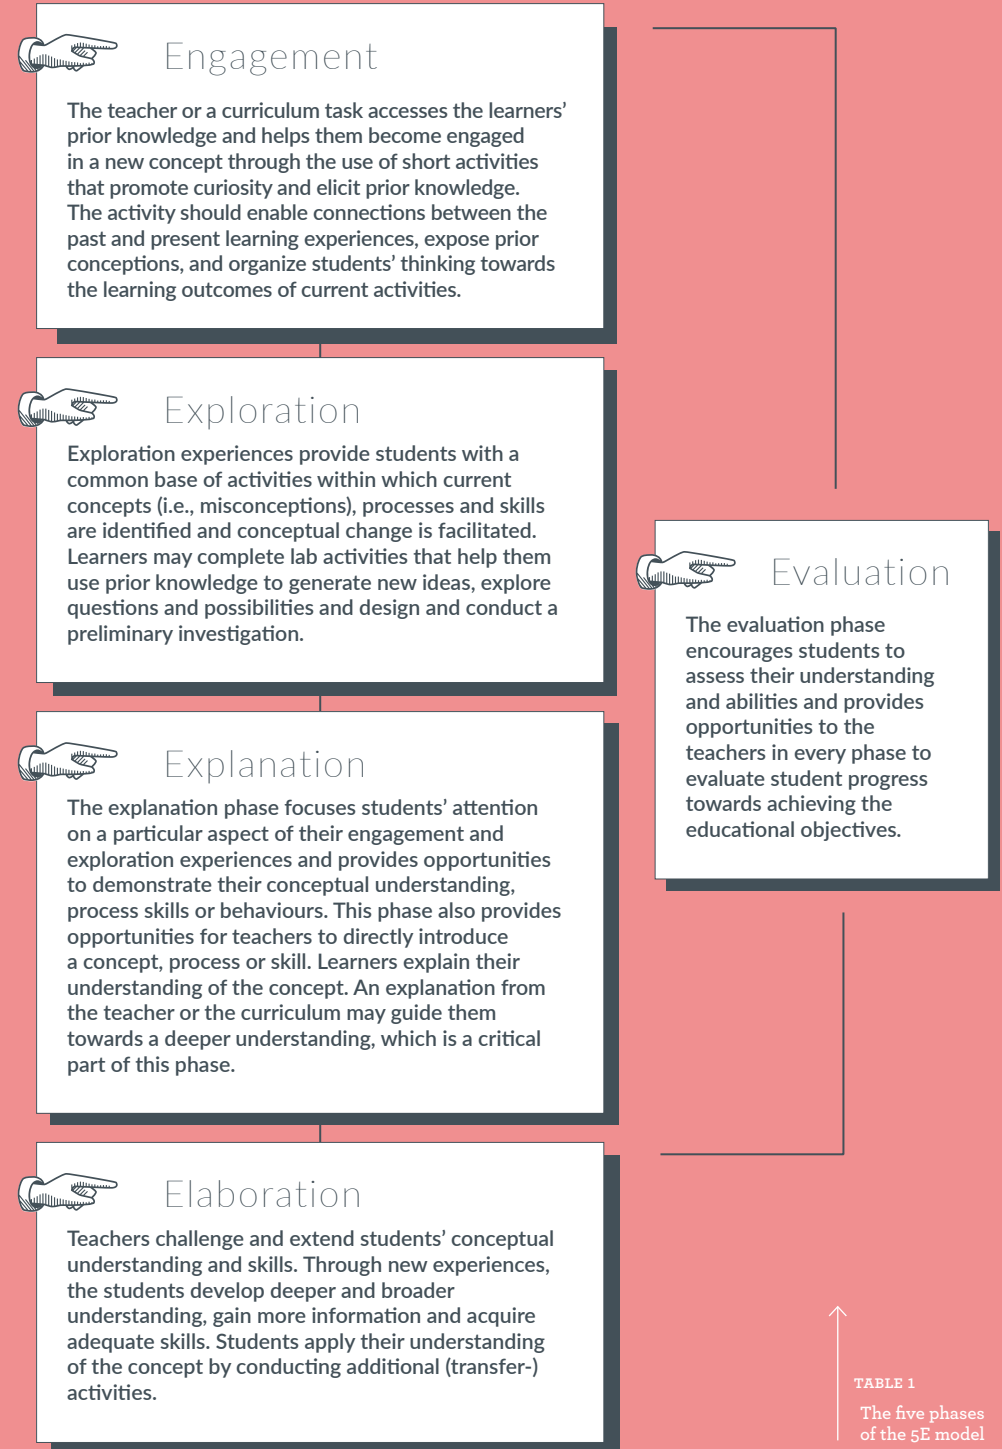 Engagement
The teacher or a curriculum task accesses the learners’
prior knowledge and helps them become engaged
in a new concept through the use of short activities
that promote curiosity and elicit prior knowledge.
The activity should enable connections between the
past and present learning experiences, expose prior
conceptions, and organize students’ thinking towards
the learning outcomes of current activities.
Exploration
Exploration experiences provide students with a
common base of activities within which current
concepts (i.e., misconceptions), processes and skills
are identified and conceptual change is facilitated.
Learners may complete lab activities that help them
use prior knowledge to generate new ideas, explore
questions and possibilities and design and conduct a
preliminary investigation.
Explanation
The explanation phase focuses students’ attention
on a particular aspect of their engagement and
exploration experiences and provides opportunities
to demonstrate their conceptual understanding,
process skills or behaviours. This phase also provides
opportunities for teachers to directly introduce
a concept, process or skill. Learners explain their
understanding of the concept. An explanation from
the teacher or the curriculum may guide them
towards a deeper understanding, which is a critical
part of this phase.
Elaboration
Teachers challenge and extend students’ conceptual
understanding and skills. Through new experiences,
the students develop deeper and broader
understanding, gain more information and acquire
adequate skills. Students apply their understanding
of the concept by conducting additional (transfer-)
activities.
Evaluation
The evaluation phase
encourages students to
assess their understanding
and abilities and provides
opportunities to the
teachers in every phase to
evaluate student progress
towards achieving the
educational objectives.
TABLE 1
The five phases
of the 5E model